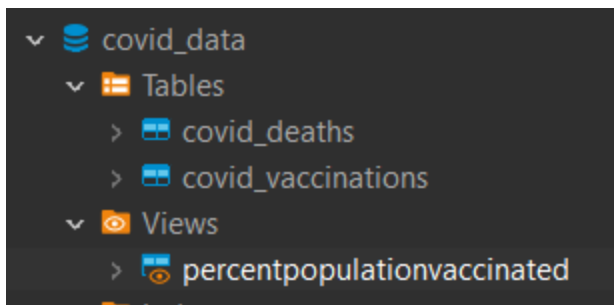 covid_data
Tables
covid_deaths
covid_vaccinations
Views
percentpopulationvaccinated